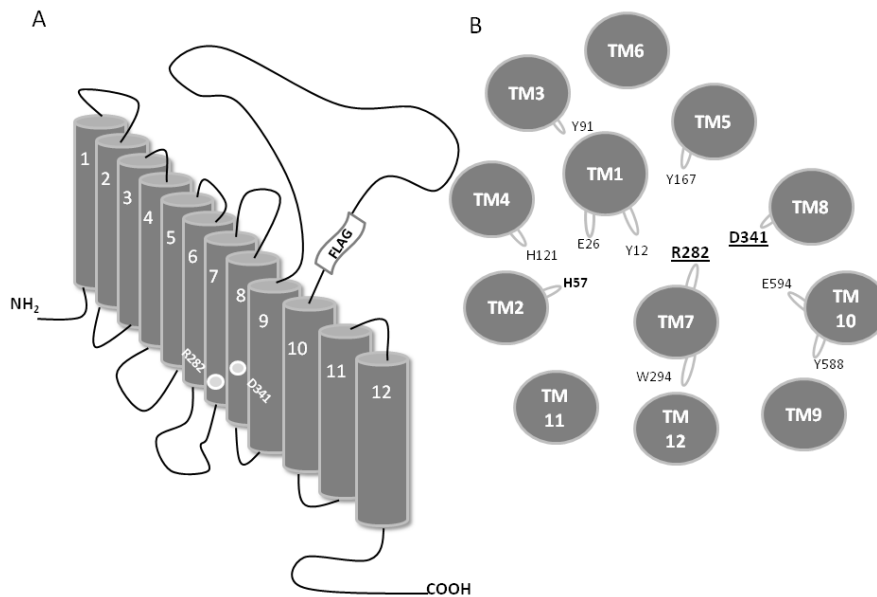 A
1
2
3
4
5
6
7
8
9
10
11
12
NH2
R282
D341
FLAG
COOH
B
TM6
TM3
Y91
TM5
Y167
TM1
TM4
H121
E26
Y12
TM8
D341
R282
TM2
H57
TM7
E594
TM
10
Y588
W294
TM
11
TM
12
TM9